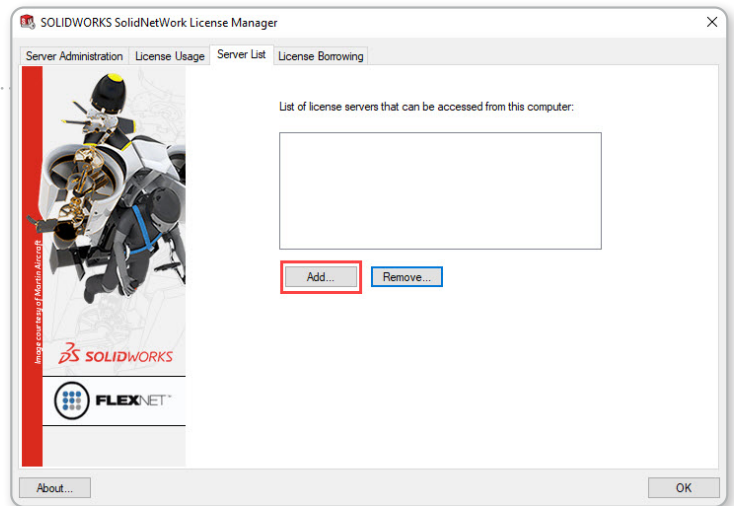 SOLIDWORKS SolidNetWork License Manager
Server Administration License Usage Server List License Borrowing
List of license servers that can be accessed from this computer:
Add... Remove...
Image courtesy of Martin Aircraft
SOLIDWORKS
FLEXNET
About... OK